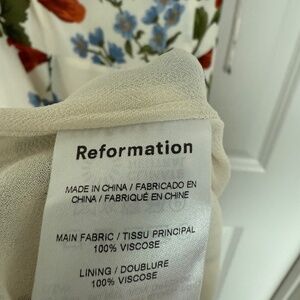 Reformation
MADE IN CHINA / FABRICADO EN
CHINA / FABRIQUÉ EN CHINE
MAIN FABRIC / TISSU PRINCIPAL
100% VISCOSE
LINING / DOUBLURE
100% VISCOSE